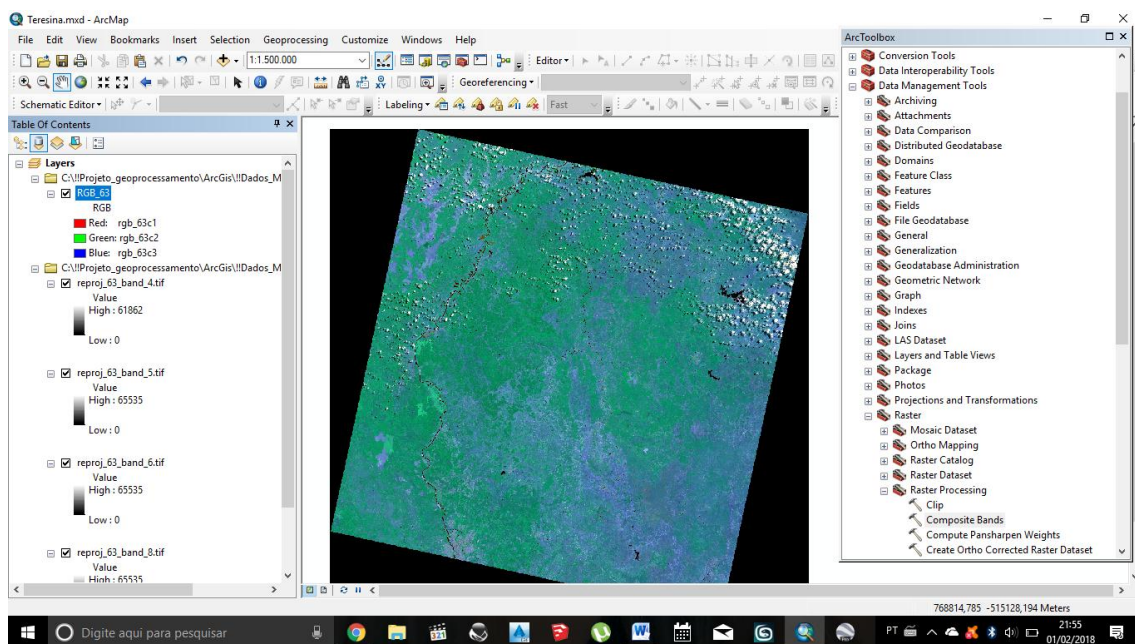 Teresina.mxd - ArcMap
File Edit View Bookmarks Insert Selection Geoprocessing Customize Windows Help
1:1.500.000
Editor
Georeferencing
Schematic Editor
Labeling
Fast
Table Of Contents
Layers
C:\!!Projeto_geoprocessamento\ArcGis\!!Dados_M
RGB_63
RGB
Red: rgb_63c1
Green: rgb_63c2
Blue: rgb_63c3
C:\!!Projeto_geoprocessamento\ArcGis\!!Dados_M
reproj_63_band_4.tif
Value
High : 61862
Low : 0
reproj_63_band_5.tif
Value
High : 65535
Low : 0
reproj_63_band_6.tif
Value
High : 65535
Low : 0
reproj_63_band_8.tif
Value
High : 65535
ArcToolbox
Conversion Tools
Data Interoperability Tools
Data Management Tools
Archiving
Attachments
Data Comparison
Distributed Geodatabase
Domains
Feature Class
Features
Fields
File Geodatabase
General
Generalization
Geodatabase Administration
Geometric Network
Graph
Indexes
Joins
LAS Dataset
Layers and Table Views
Package
Photos
Projections and Transformations
Raster
Mosaic Dataset
Ortho Mapping
Raster Catalog
Raster Dataset
Raster Processing
Clip
Composite Bands
Compute Pansharpen Weights
Create Ortho Corrected Raster Dataset
768814,785 -515128,194 Meters
Digite aqui para pesquisar
321
PT
21:55
01/02/2018